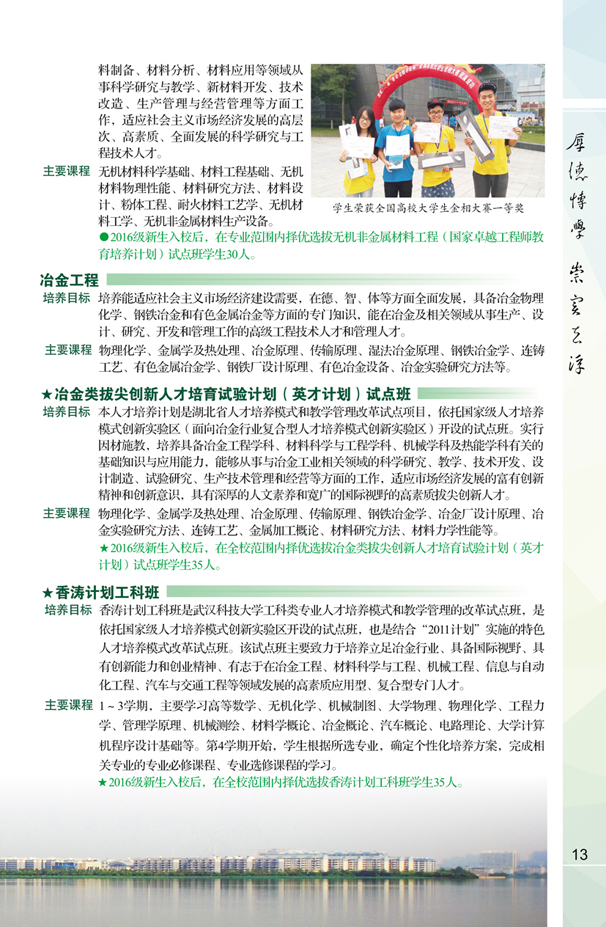 料制备、材料分析、材料应用等领域从
事科学研究与教学、新材料开发、技术
改造、生产管理与经营管理等方面工
作，适应社会主义市场经济发展的高层
次、高素质、全面发展的科学研究与工
程技术人才。
主要课程 无机材料科学基础、材料工程基础、无机
材料物理性能、材料研究方法、材料设
计、粉体工程、耐火材料工艺学、无机材
料工学、无机非金属材料生产设备。
学生荣获全国高校大学生金相大赛一等奖
●2016级新生入校后，在专业范围内择优选拔无机非金属材料工程（国家卓越工程师教
育培养计划）试点班学生30人。
冶金工程
培养目标 培养能适应社会主义市场经济建设需要，在德、智、体等方面全面发展，具备冶金物理
化学、钢铁冶金和有色金属冶金等方面的专门知识，能在冶金及相关领域从事生产、设
计、研究、开发和管理工作的高级工程技术人才和管理人才。
主要课程 物理化学、金属学及热处理、冶金原理、传输原理、湿法冶金原理、钢铁冶金学、连铸
工艺、有色金属冶金学、钢铁厂设计原理、有色冶金设备、冶金实验研究方法等。
★冶金类拔尖创新人才培育试验计划（英才计划）试点班
培养目标 本人才培养计划是湖北省人才培养模式和教学管理改革试点项目，依托国家级人才培养
模式创新实验区（面向冶金行业复合型人才培养模式创新实验区）开设的试点班。实行
因材施教，培养具备冶金工程学科、材料科学与工程学科、机械学科及热能学科有关的
基础知识与应用能力，能够从事与冶金工业相关领域的科学研究、教学、技术开发、设
计制造、试验研究、生产技术管理和经营等方面的工作，适应市场经济发展的富有创新
精神和创新意识，具有深厚的人文素养和宽广的国际视野的高素质拔尖创新人才。
主要课程 物理化学、金属学及热处理、冶金原理、传输原理、钢铁冶金学、冶金厂设计原理、冶
金实验研究方法、连铸工艺、金属加工概论、材料研究方法、材料力学性能等。
★2016级新生入校后，在全校范围内择优选拔冶金类拔尖创新人才培育试验计划（英才
计划）试点班学生35人。
★香涛计划工科班
培养目标 香涛计划工科班是武汉科技大学工科类专业人才培养模式和教学管理的改革试点班，是
依托国家级人才培养模式创新实验区开设的试点班，也是结合“2011计划”实施的特色
人才培养模式改革试点班。该试点班主要致力于培养立足冶金行业、具备国际视野、具
有创新能力和创业精神、有志于在冶金工程、材料科学与工程、机械工程、信息与自动
化工程、汽车与交通工程等领域发展的高素质应用型、复合型专门人才。
主要课程 1～3学期，主要学习高等数学、无机化学、机械制图、大学物理、物理化学、工程力
学、管理学原理、机械测绘、材料学概论、冶金概论、汽车概论、电路理论、大学计算
机程序设计基础等。第4学期开始，学生根据所选专业，确定个性化培养方案，完成相
关专业的专业必修课程、专业选修课程的学习。
★2016级新生入校后，在全校范围内择优选拔香涛计划工科班学生35人。
厚德博学 崇实去浮
13